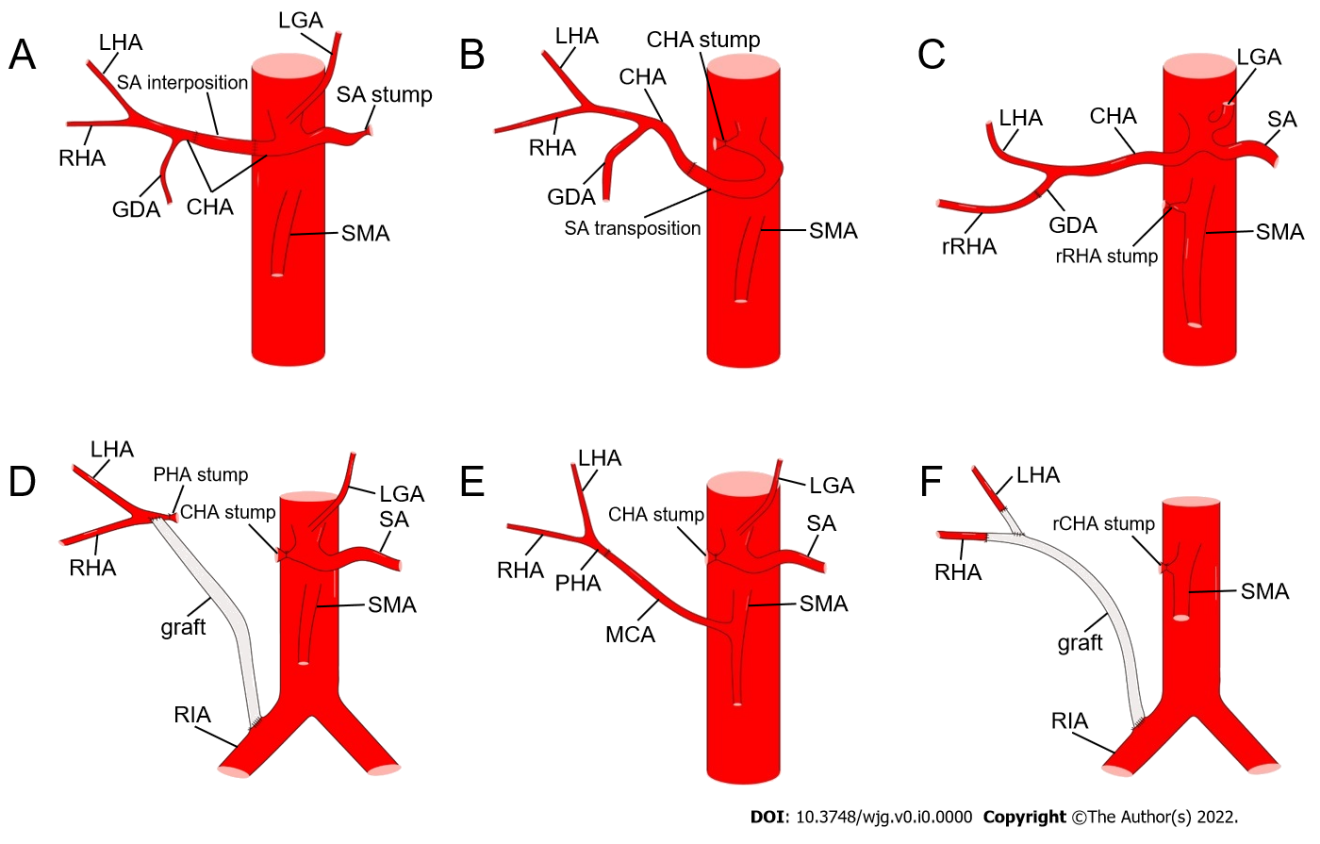 A
LGA
LHA
SA interposition
SA stump
RHA
GDA
CHA
SMA
B
LHA
CHA stump
CHA
RHA
GDA
SA transposition
SMA
C
LGA
LHA
CHA
SA
rRHA
GDA
rRHA stump
SMA
D
LHA
PHA stump
CHA stump
LGA
SA
RHA
graft
SMA
RIA
E
LHA
LGA
CHA stump
SA
RHA
PHA
SMA
MCA
F
LHA
rCHA stump
RHA
SMA
graft
RIA
DOI: 10.3748/wjg.v0.i0.0000 Copyright ©The Author(s) 2022.